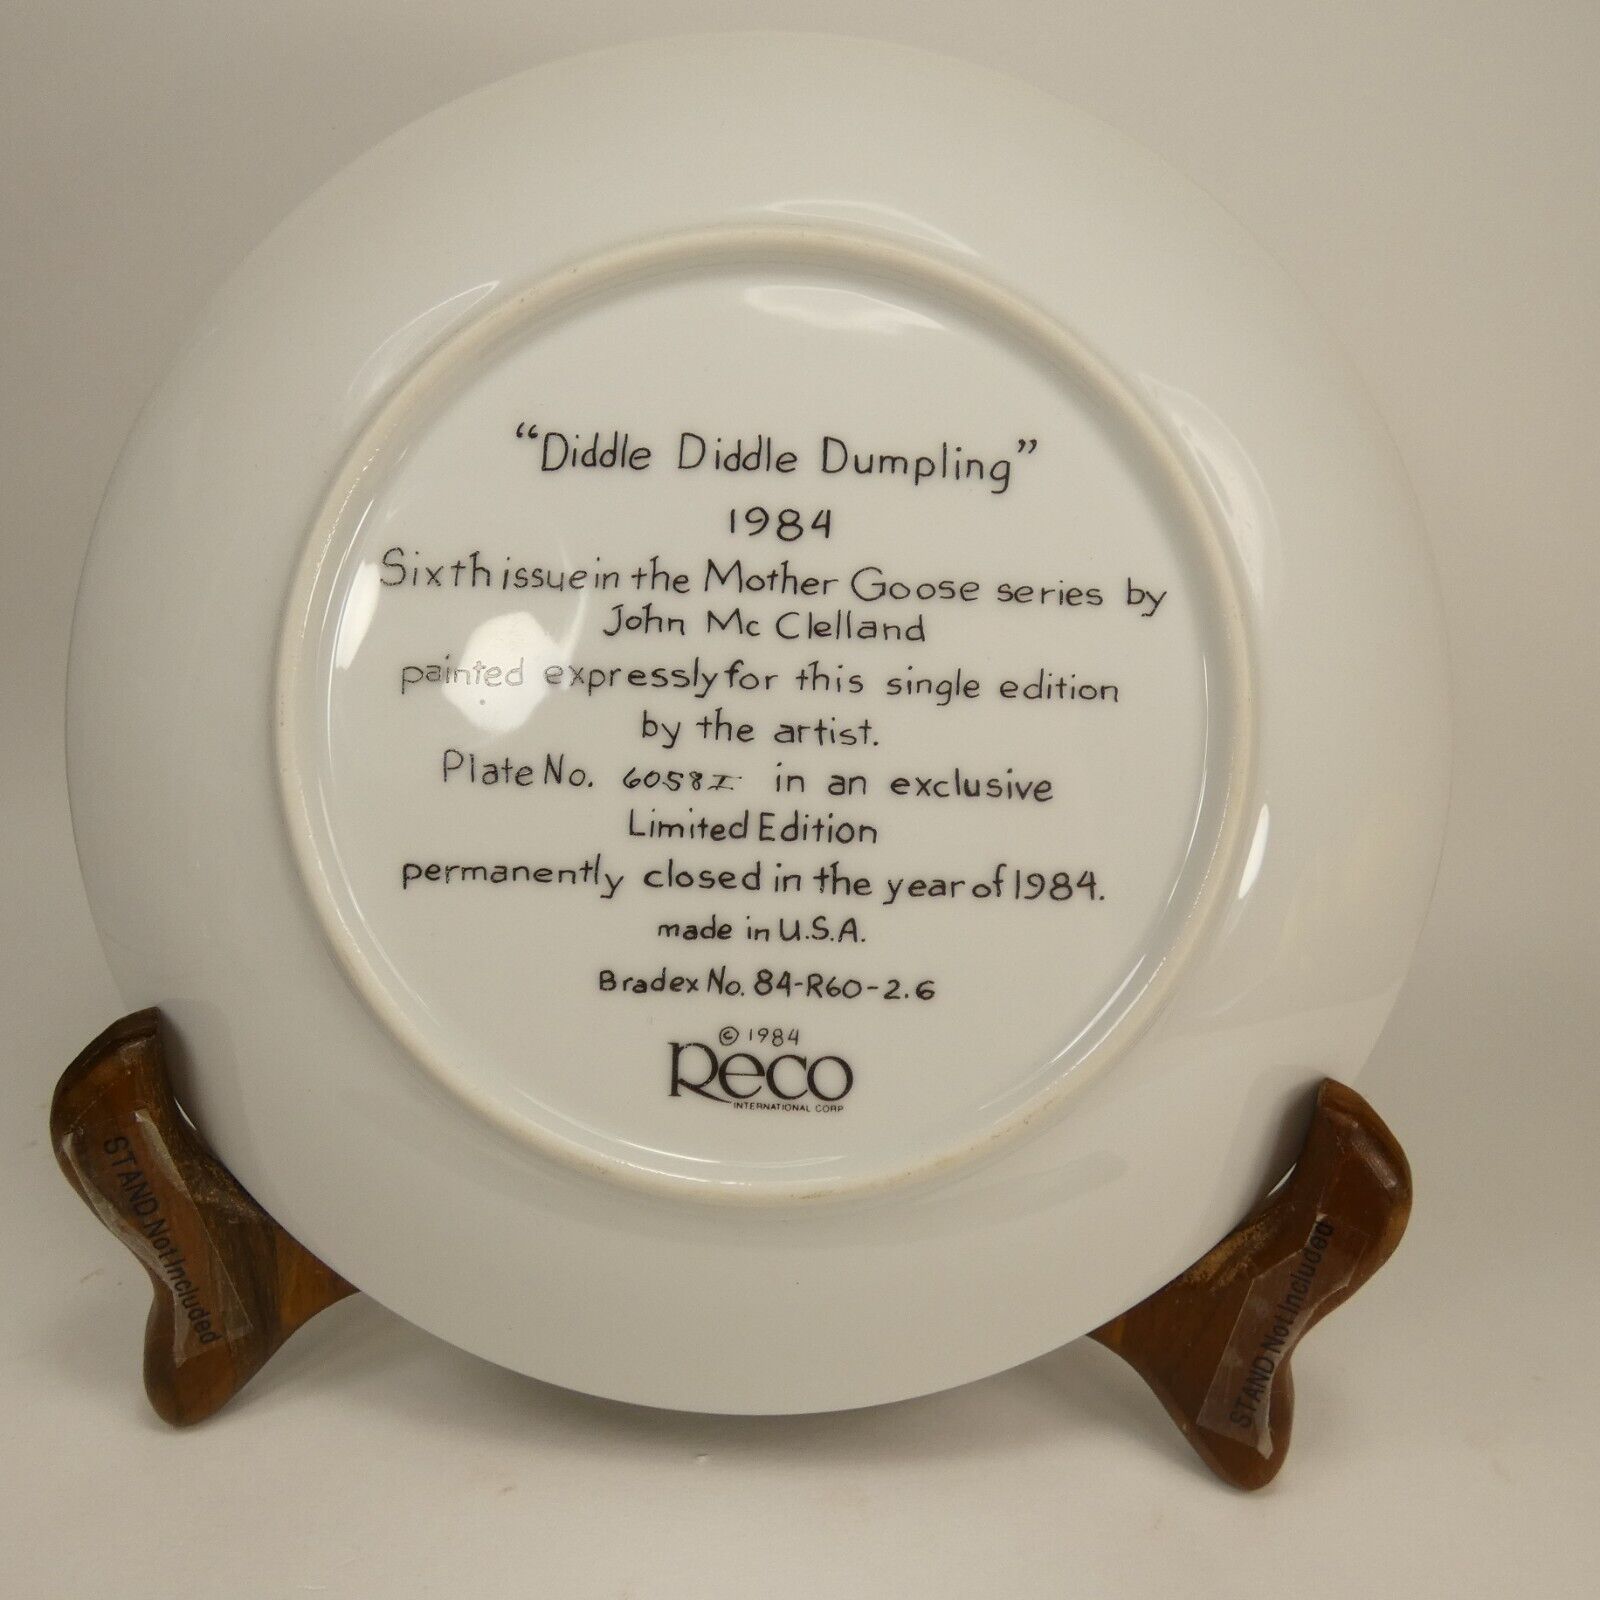 “Diddle Diddle Dumpling”
1984
Sixth issue in the Mother Goose series by
John Mc Clelland
painted expressly for this single edition
by the artist.
Plate No. 6058I in an exclusive
Limited Edition
permanently closed in the year of 1984.
made in U.S.A.
Bradex No. 84-R60-2.6
© 1984
Reco
INTERNATIONAL CORP
STAND Not Included
STAND Not Included